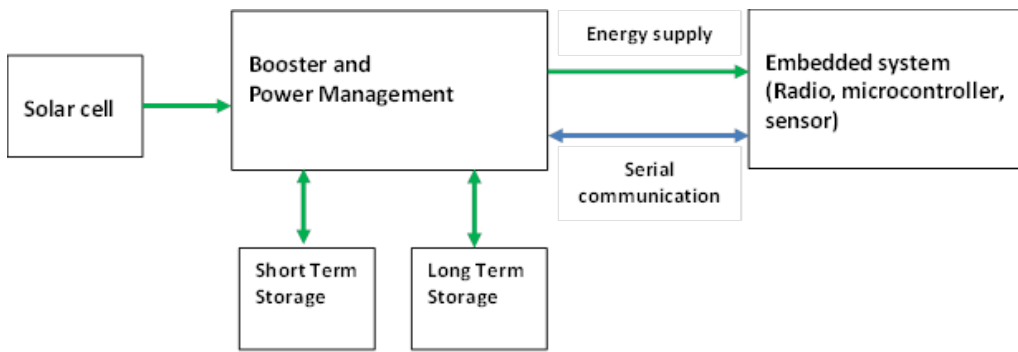 Solar cell
Booster and
Power Management
Energy supply
Serial
communication
Embedded system
(Radio, microcontroller,
sensor)
Short Term
Storage
Long Term
Storage